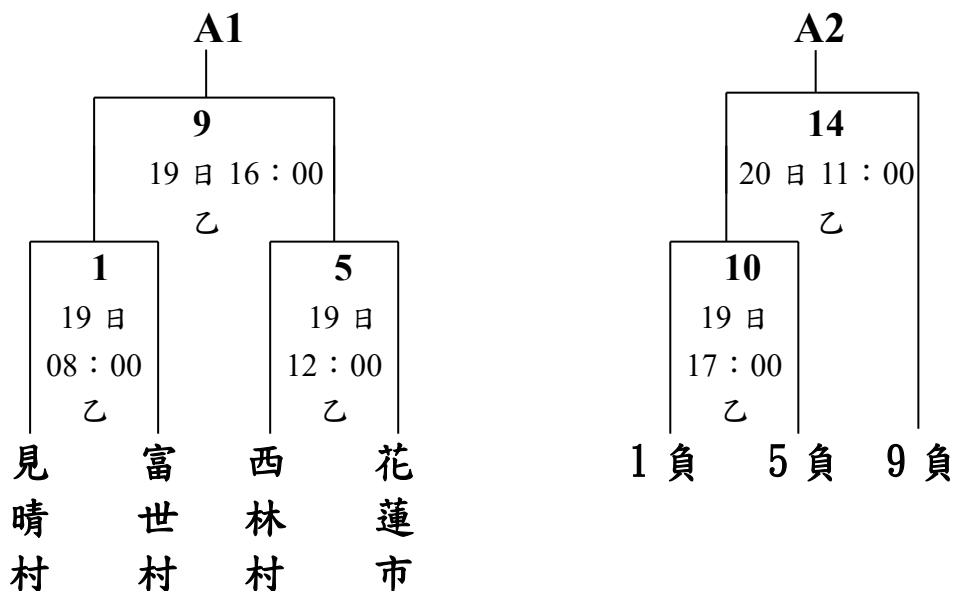 A1
A2
9
19 日 16：00
乙
14
20 日 11：00
乙
1
19 日
08：00
乙
5
19 日
12：00
乙
10
19 日
17：00
乙
見晴村
富世村
西林村
花蓮市
1 負
5 負
9 負